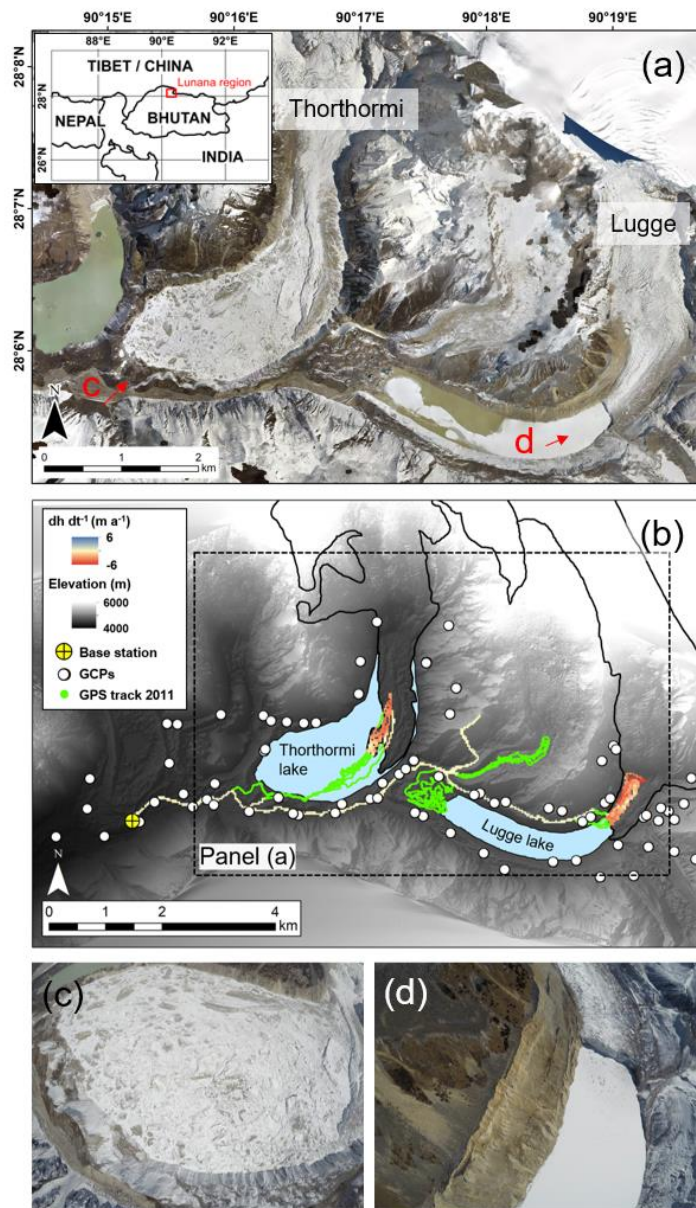 90°15'E 90°16'E 90°17'E 90°18'E 90°19'E
(a)
88°E 90°E 92°E
TIBET / CHINA
Lunana region
28°N
NEPAL
BHUTAN
26°N
INDIA
Thorthormi
Lugge
28°8'N
28°7'N
28°6'N
c
d
N
0 1 2
km
(b)
dh dt⁻¹ (m a⁻¹)
6
-6
Elevation (m)
6000
4000
Base station
GCPs
GPS track 2011
Thorthormi
lake
Lugge lake
Panel (a)
N
0 2 4
km
(c)
(d)